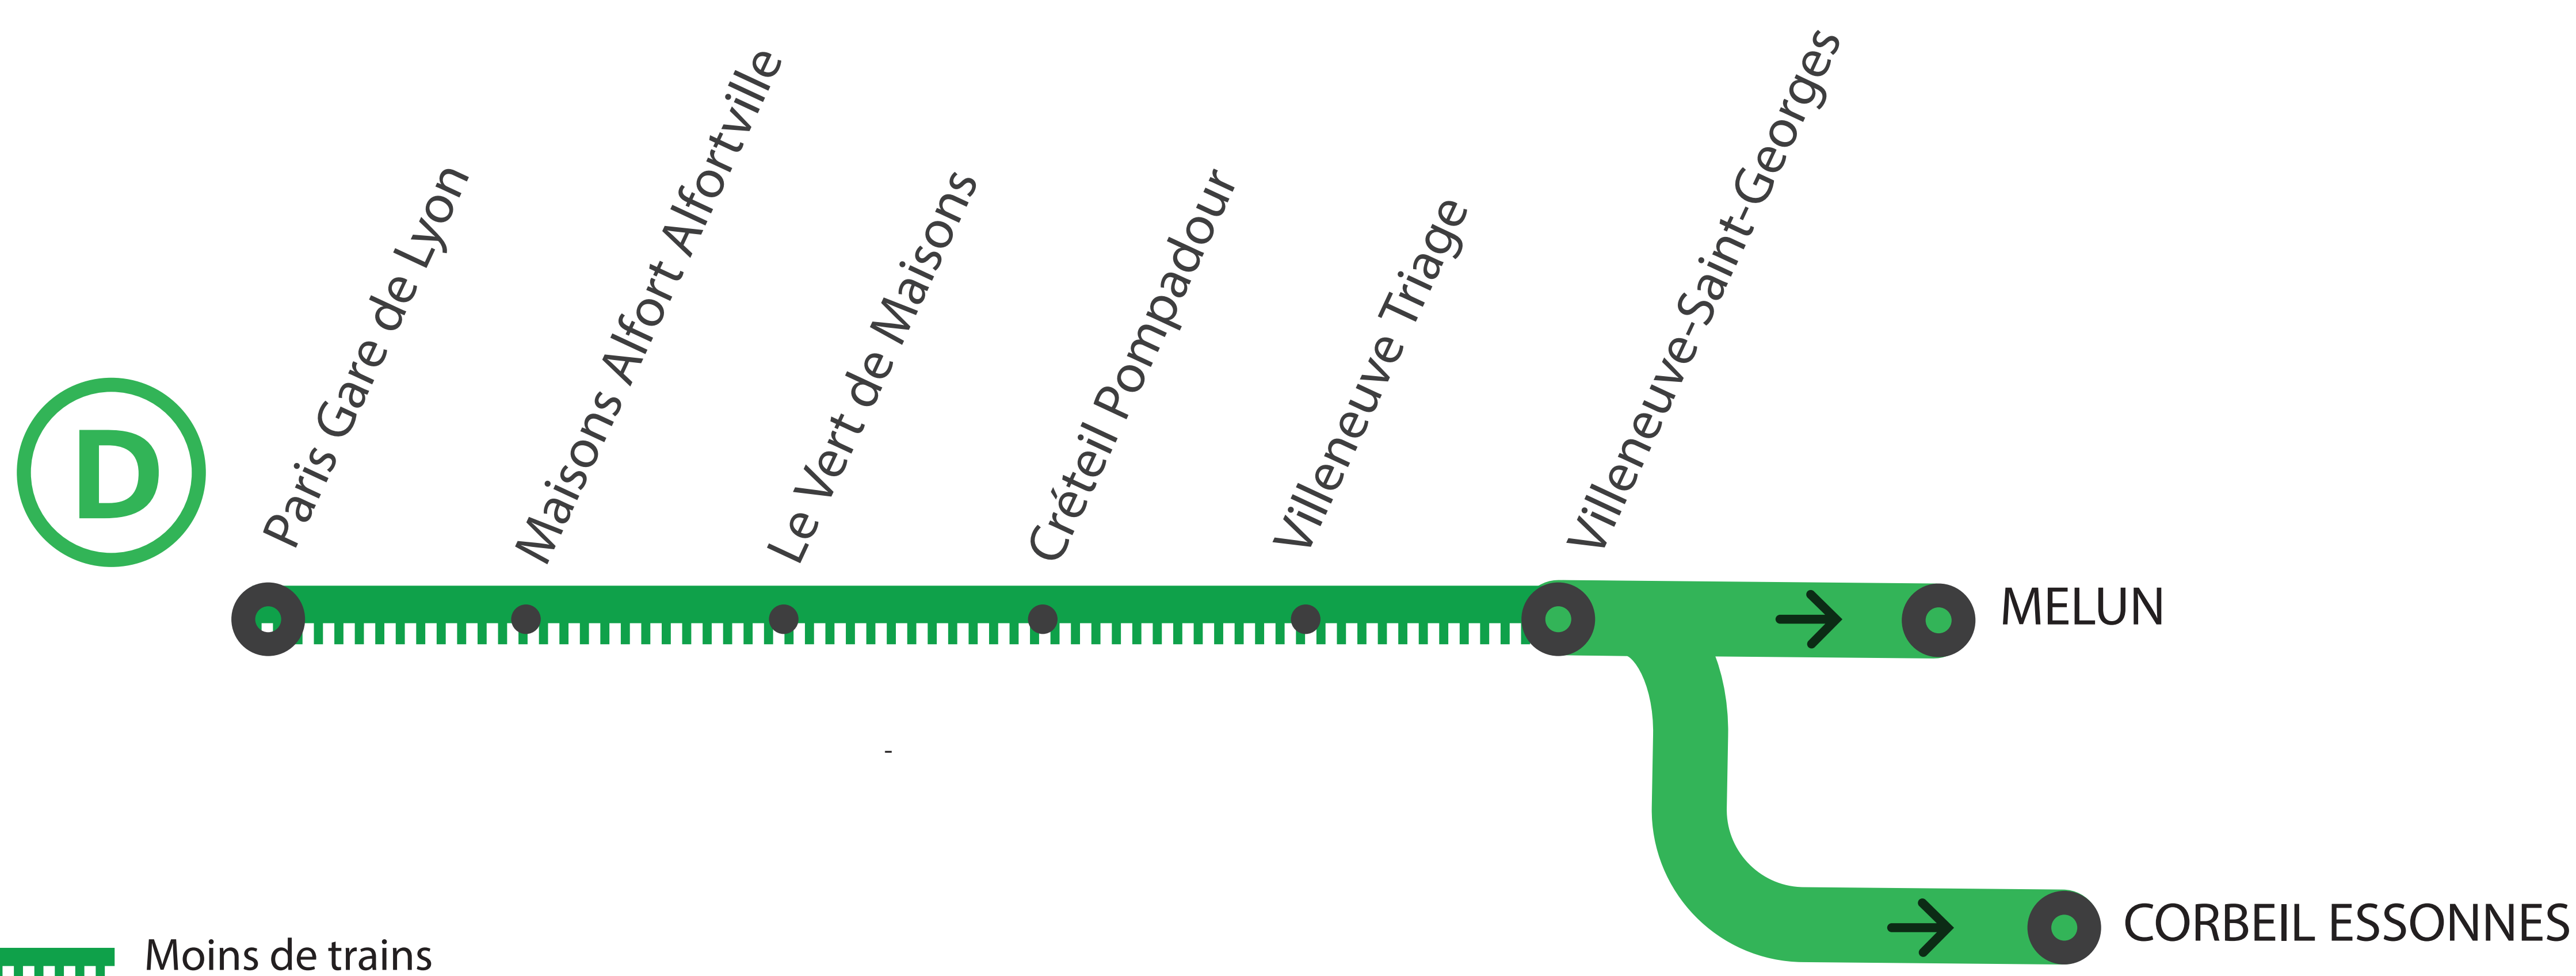 D
Paris Gare de Lyon
Maisons Alfort Alfortville
Le Vert de Maisons
Créteil Pompadour
Villeneuve Triage
Villeneuve-Saint-Georges
MELUN
-
CORBEIL ESSONNES
Moins de trains